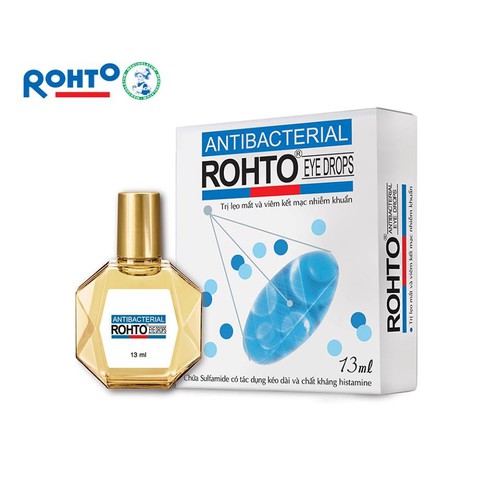 ROHTO
ANTIBACTERIAL
ROHTO® EYE DROPS
Trị lẹo mắt và viêm kết mạc nhiễm khuẩn
13ml
Chứa Sulfamide có tác dụng kéo dài và chất kháng histamine
ROHTO®
ANTIBACTERIAL
EYE DROPS
Trị lẹo mắt và viêm kết mạc nhiễm khuẩn
ANTIBACTERIAL
ROHTO EYE DROPS
13 ml